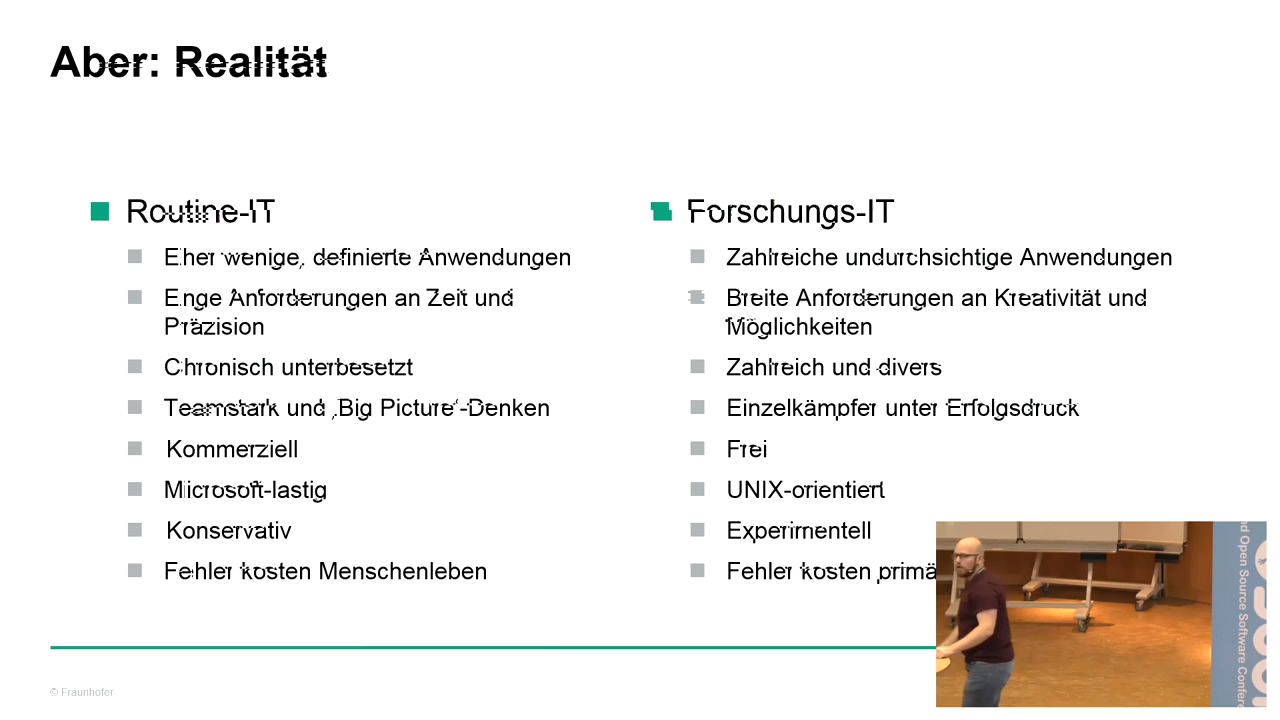 Aber: Realität
Routine-IT
Eher wenige, definierte Anwendungen
Enge Anforderungen an Zeit und
Präzision
Chronisch unterbesetzt
Teamstark und ‚Big Picture‘-Denken
Kommerziell
Microsoft-lastig
Konservativ
Fehler kosten Menschenleben
Forschungs-IT
Zahlreiche undurchsichtige Anwendungen
Breite Anforderungen an Kreativität und
Möglichkeiten
Zahlreich und divers
Einzelkämpfer unter Erfolgsdruck
Frei
UNIX-orientiert
Experimentell
Fehler kosten
© Fraunhofer
Open Source Software